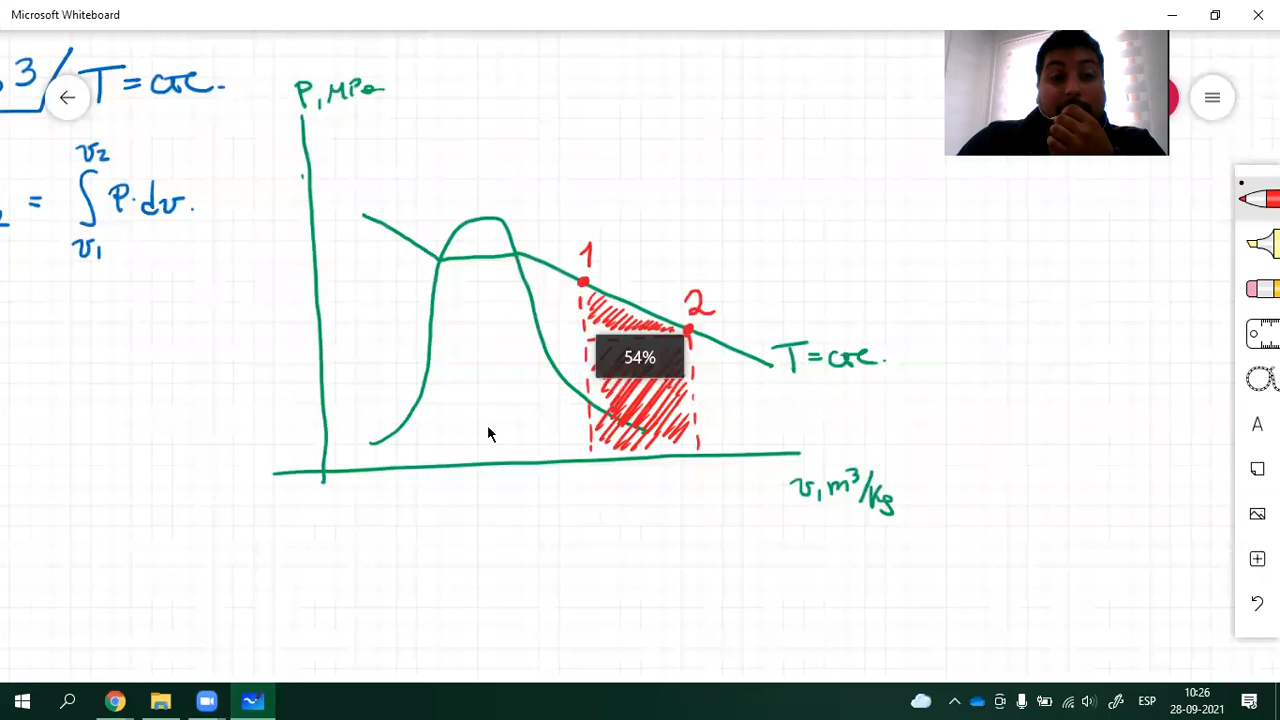 Microsoft Whiteboard
3 / T = cte.
P, MPa
v2
= ∫ P. dv.
v1
1
2
54%
T = cte.
v, m³/kg
A
ESP
10:26
28-09-2021